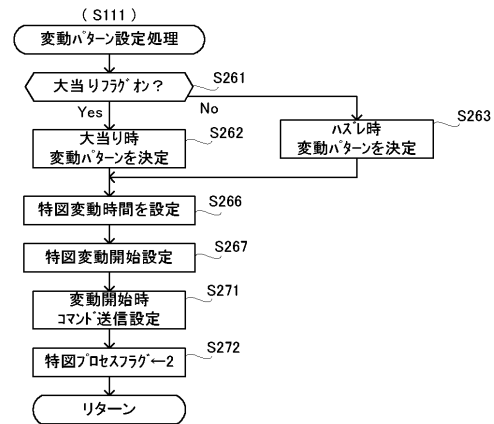 ( S111 )
変動パターン設定処理
大当りフラグオン?
S261
Yes
No
大当り時
変動パターンを決定
S262
ハズレ時
変動パターンを決定
S263
特図変動時間を設定
S266
特図変動開始設定
S267
変動開始時
コマンド送信設定
S271
特図プロセスフラグ←2
S272
リターン